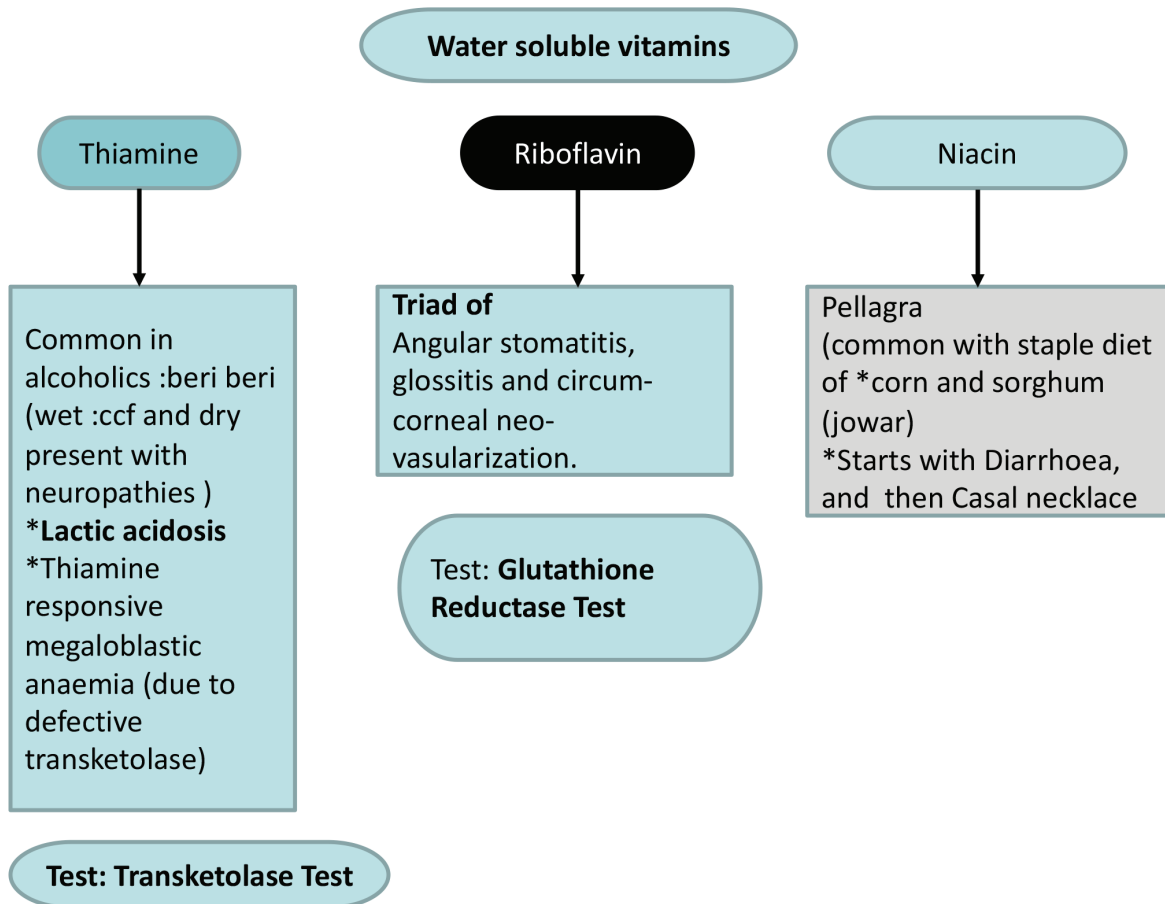 Water soluble vitamins
Thiamine
Common in
alcoholics :beri beri
(wet :ccf and dry
present with
neuropathies )
*Lactic acidosis
*Thiamine
responsive
megaloblastic
anaemia (due to
defective
transketolase)
Test: Transketolase Test
Riboflavin
Triad of
Angular stomatitis,
glossitis and circum-
corneal neo-
vasularization.
Test: Glutathione
Reductase Test
Niacin
Pellagra
(common with staple diet
of *corn and sorghum
(jowar)
*Starts with Diarrhoea,
and  then Casal necklace